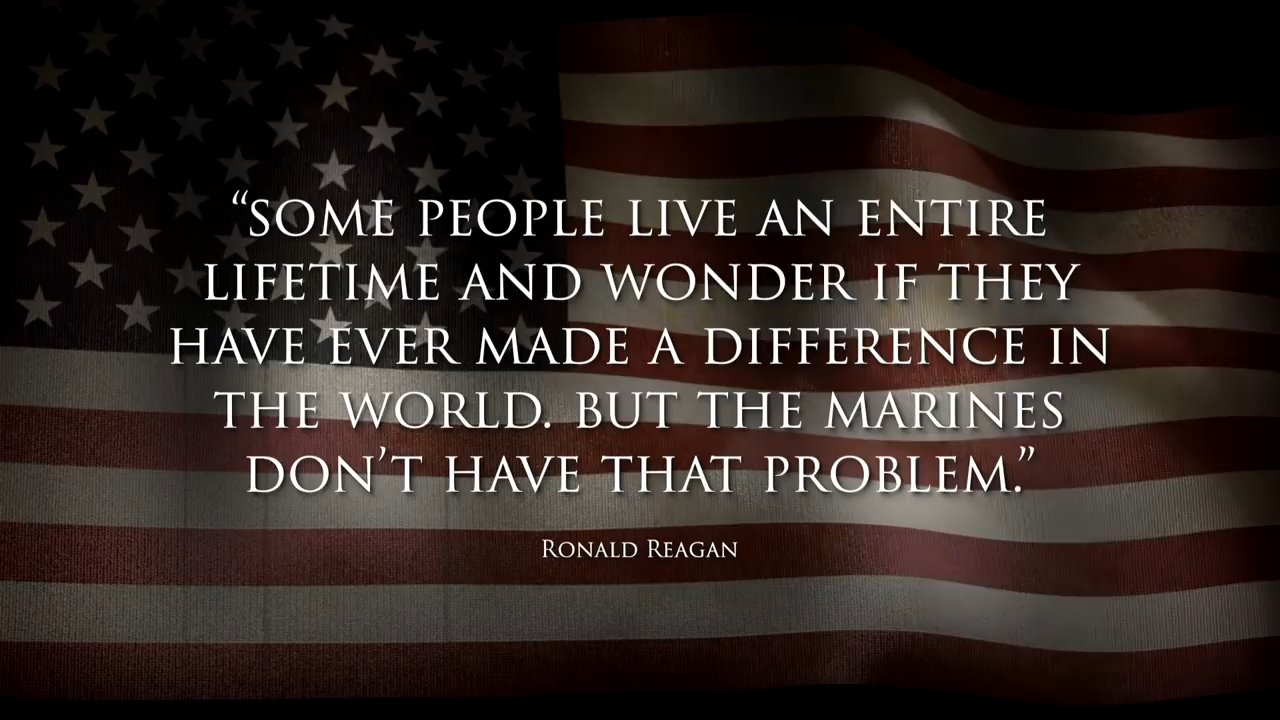 “SOME PEOPLE LIVE AN ENTIRE
LIFETIME AND WONDER IF THEY
HAVE EVER MADE A DIFFERENCE IN
THE WORLD. BUT THE MARINES
DON’T HAVE THAT PROBLEM.”
RONALD REAGAN